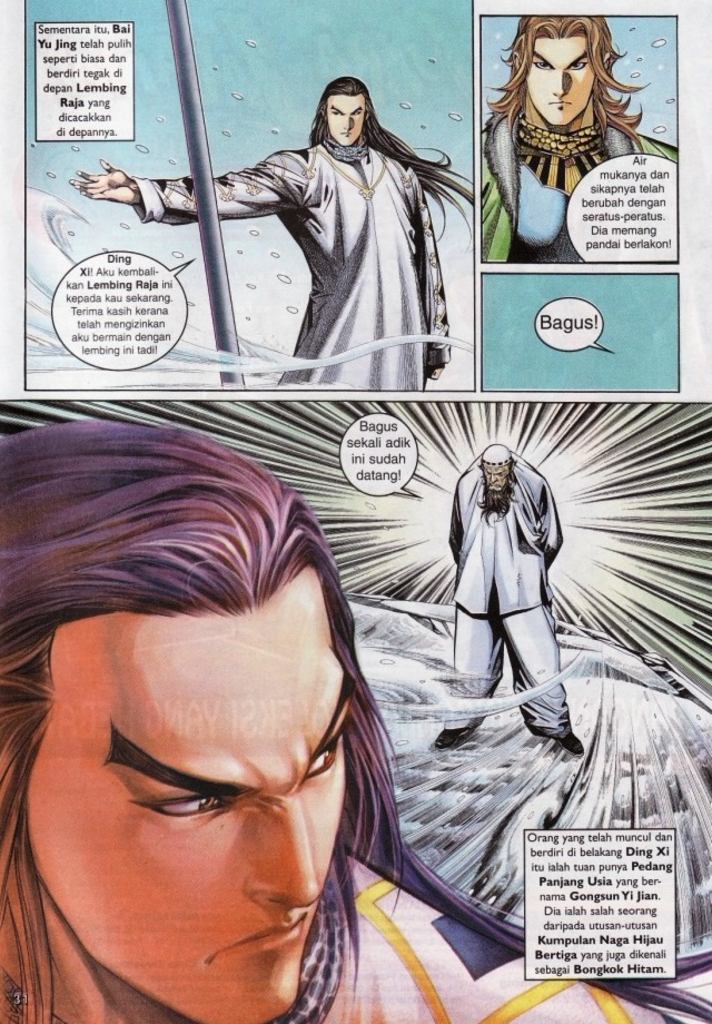 Sementara itu, Bai
Yu Jing telah pulih
seperti biasa dan
berdiri tegak di
depan Lembing
Raja yang
dicacakkan
di depannya.
Ding
Xi! Aku kembali-
kan Lembing Raja ini
kepada kau sekarang.
Terima kasih kerana
telah mengizinkan
aku bermain dengan
lembing ini tadi!
Air
mukanya dan
sikapnya telah
berubah dengan
seratus-peratus.
Dia memang
pandai berlakon!
Bagus!
Bagus
sekali adik
ini sudah
datang!
Orang yang telah muncul dan
berdiri di belakang Ding Xi
itu ialah tuan punya Pedang
Panjang Usia yang ber-
nama Gongsun Yi Jian.
Dia ialah salah seorang
daripada utusan-utusan
Kumpulan Naga Hijau
Bertiga yang juga dikenali
sebagai Bongkok Hitam.
31